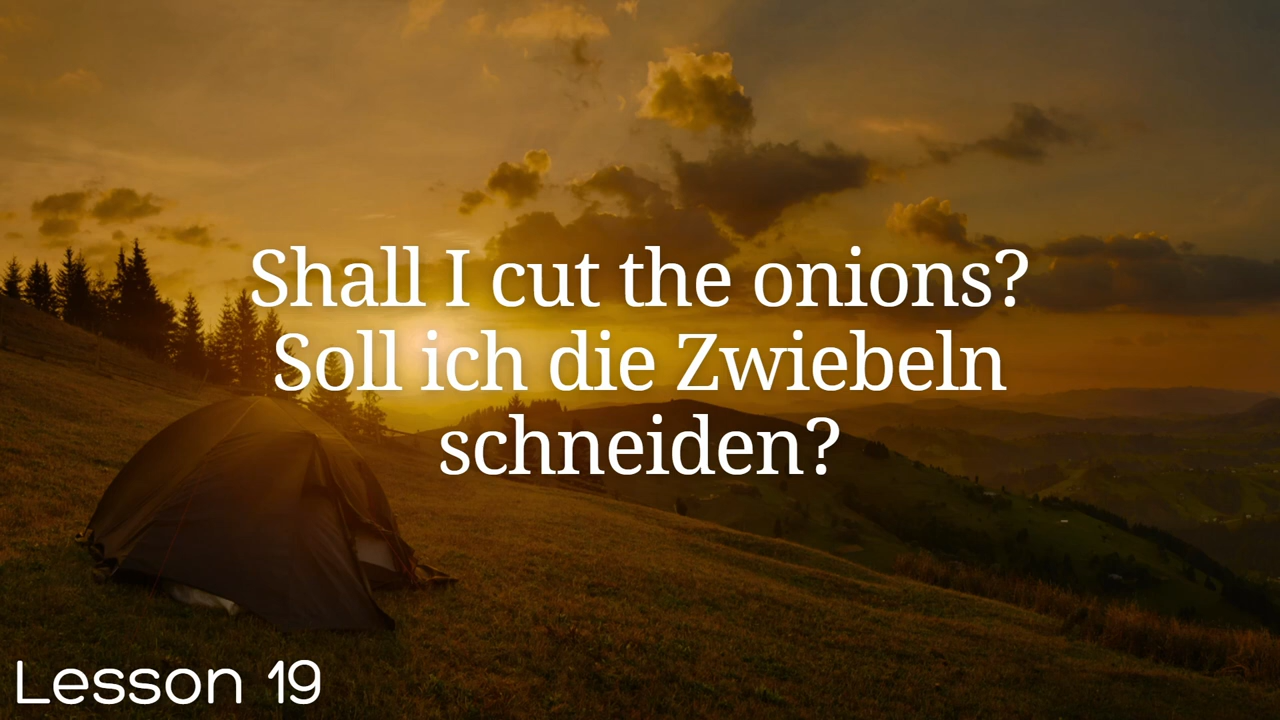 Shall I cut the onions?
Soll ich die Zwiebeln
schneiden?
Lesson 19